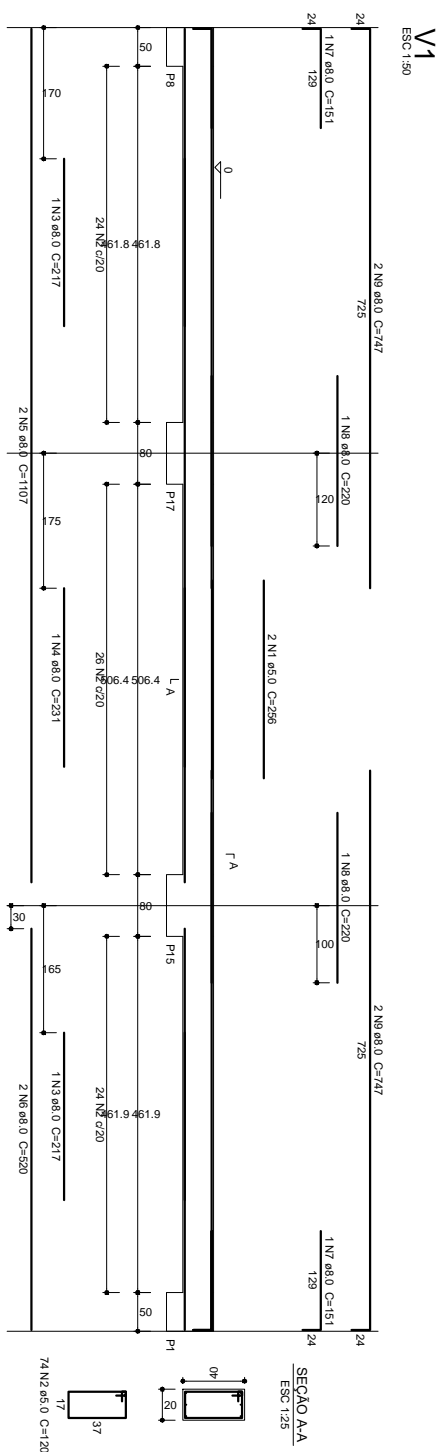 V1
ESC 1:50
24
24
2 N9 ø8.0 C=747
725
2 N9 ø8.0 C=747
725
24
24
1 N7 ø8.0 C=151
129
1 N8 ø8.0 C=220
120
1 N8 ø8.0 C=220
100
1 N7 ø8.0 C=151
129
2 N1 ø5.0 C=256
A
0
A
P8
P17
P15
P1
50
461.8
461.8
80
506.4
506.4
80
461.9
461.9
50
24 N2 c/20
26 N2 c/20
24 N2 c/20
170
1 N3 ø8.0 C=217
175
1 N4 ø8.0 C=231
165
1 N3 ø8.0 C=217
2 N5 ø8.0 C=1107
30
2 N6 ø8.0 C=520
SEÇÃO A-A
ESC 1:25
40
20
37
17
74 N2 ø5.0 C=120